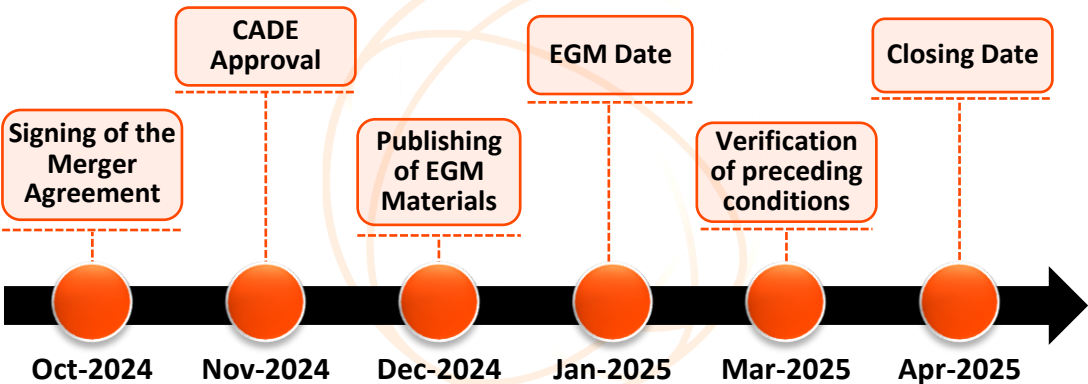 Signing of the
Merger
Agreement
CADE
Approval
Publishing
of EGM
Materials
EGM Date
Verification
of preceding
conditions
Closing Date
Oct-2024
Nov-2024
Dec-2024
Jan-2025
Mar-2025
Apr-2025